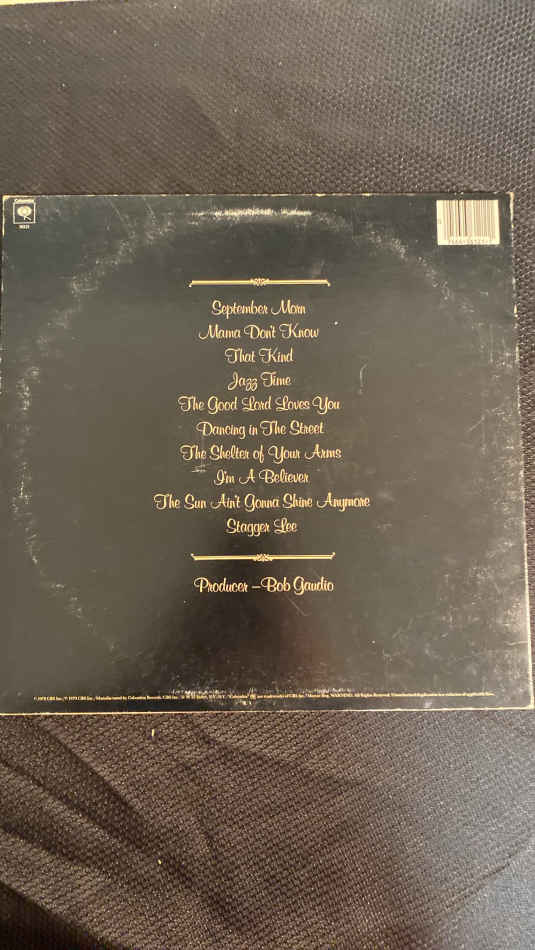 Columbia
September Morn
Mama Don't Know
That Kind
Jazz Time
The Good Lord Loves You
Dancing in The Street
The Shelter of Your Arms
I'm A Believer
The Sun Ain't Gonna Shine Anymore
Stagger Lee
Producer — Bob Gaudio